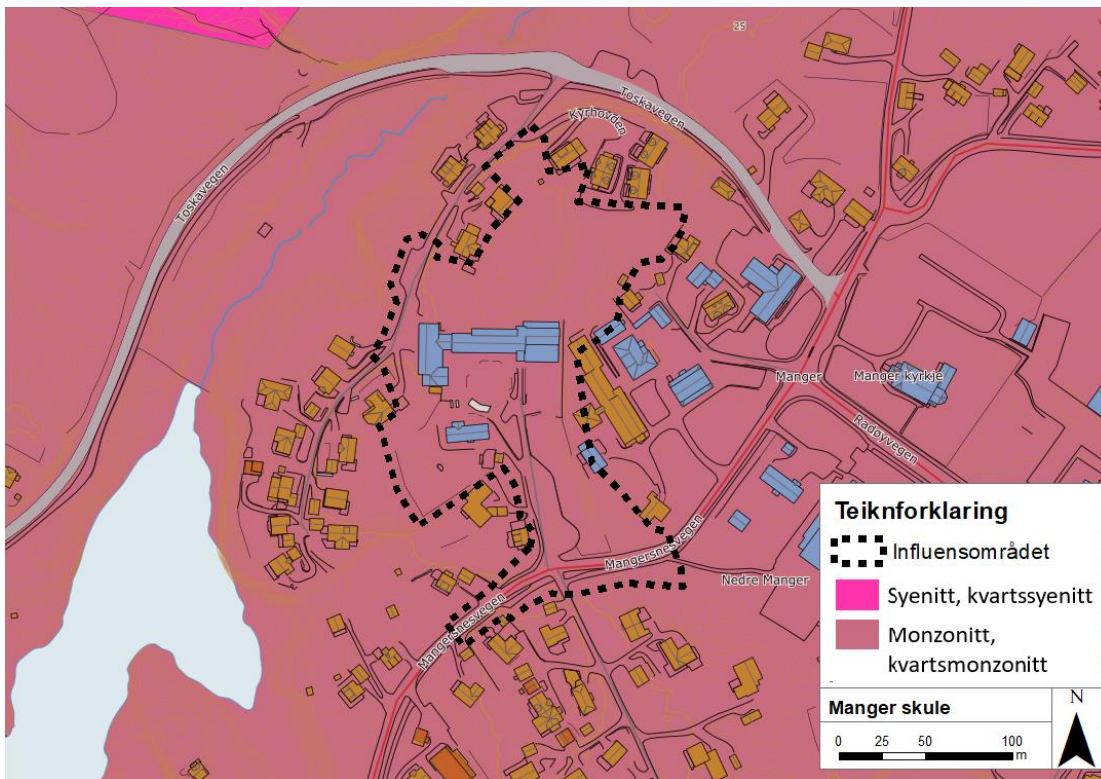 25
Toskavegen
Kyrhovden
Toskavegen
Manger
Manger kyrkje
Radøyvegen
Mangersnesvegen
Nedre Manger
Mangersnesvegen
Teiknforklaring
Influensområdet
Syenitt, kvartssyenitt
Monzonitt,
kvartsmonzonitt
Manger skule
N
0 25 50 100
m